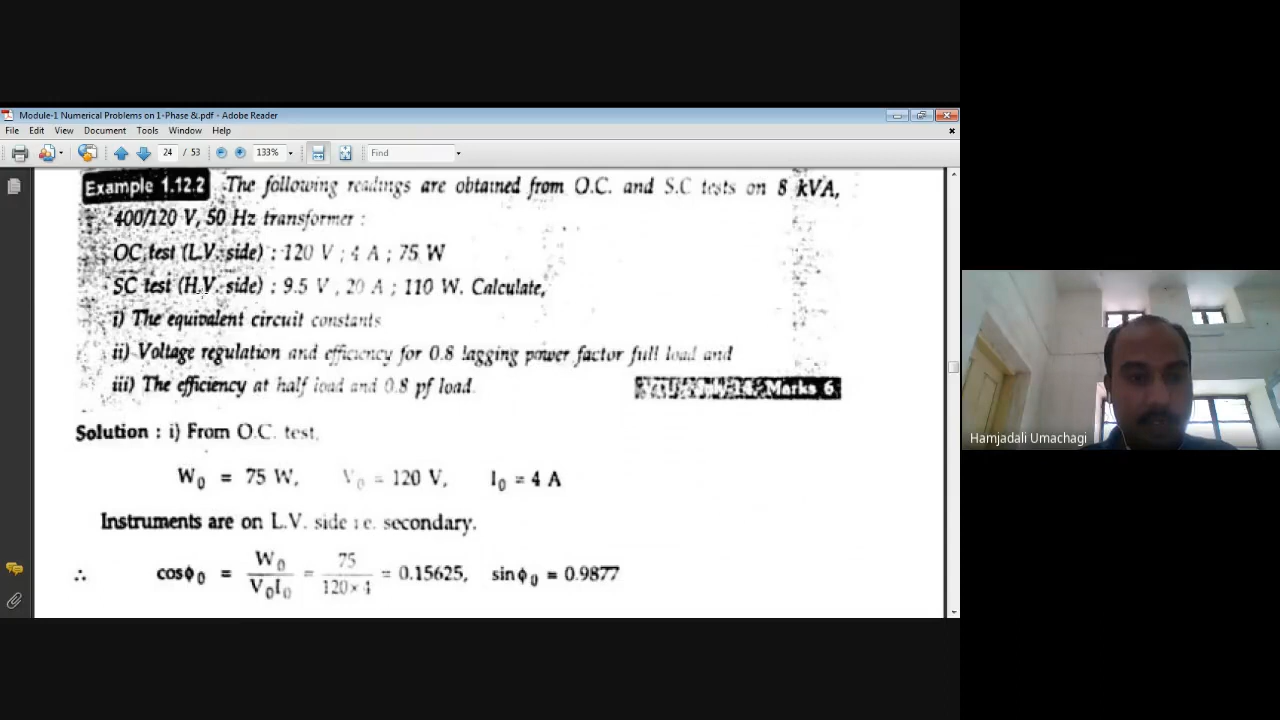 Module-1 Numerical Problems on 1-Phase &.pdf - Adobe Reader
File Edit View Document Tools Window Help
24 / 53 133% Find
Example 1.12.2 The following readings are obtained from O.C. and S.C tests on 8 kVA,
400/120 V, 50 Hz transformer :
OC test (L.V. side) : 120 V ; 4 A ; 75 W
SC test (H.V. side) : 9.5 V , 20 A ; 110 W. Calculate,
i) The equivalent circuit constants
ii) Voltage regulation and efficiency for 0.8 lagging power factor full load and
iii) The efficiency at half load and 0.8 pf load.
Marks 6
Solution : i) From O.C. test,
W₀ = 75 W, V₀ = 120 V, I₀ = 4 A
Instruments are on L.V. side i.e. secondary.
∴ cosϕ₀ = W₀ / V₀I₀ = 75 / 120 × 4 = 0.15625, sinϕ₀ = 0.9877
Hamjadali Umachagi